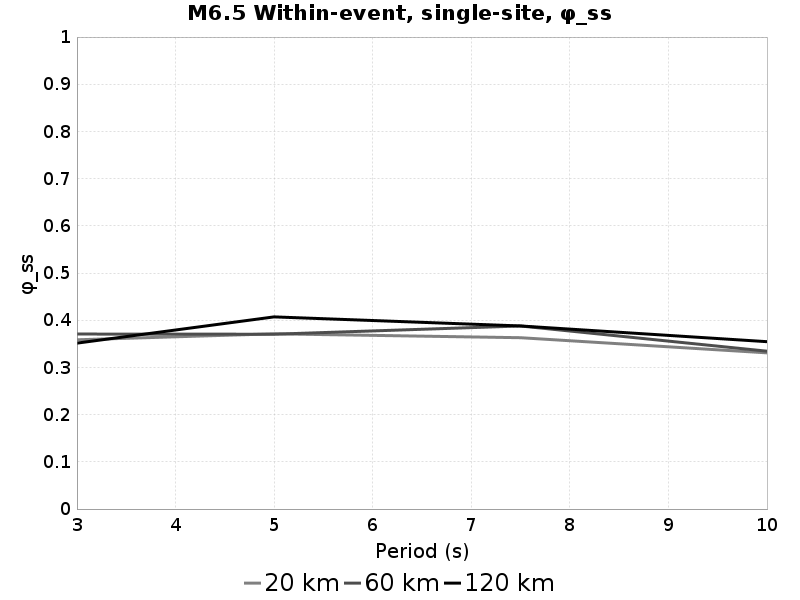 M6.5 Within-event, single-site, φ_ss
1
0.9
0.8
0.7
0.6
0.5
0.4
0.3
0.2
0.1
0
φ_ss
3 4 5 6 7 8 9 10
Period (s)
20 km 60 km 120 km